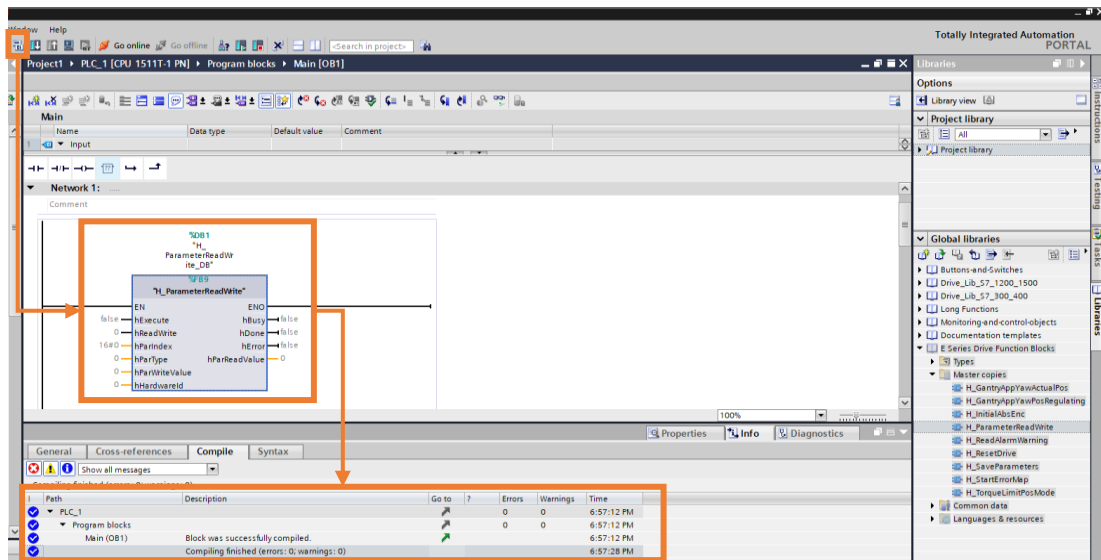 Window Help
Totally Integrated Automation
PORTAL
Go online Go offline <Search in project>
Project1 PLC_1 [CPU 1511T-1 PN] Program blocks Main [OB1]
Libraries
Options
Library view
Main
Name Data type Default value Comment
1 Input
Project library
All
Project library
Network 1: .....
Comment
%DB1
"H_
ParameterReadWr
ite_DB"
%FB9
"H_ParameterReadWrite"
EN ENO
false hExecute hBusy false
0 hReadWrite hDone false
16#0 hParIndex hError false
0 hParType hParReadValue 0
0 hParWriteValue
0 hHardwareId
100%
Global libraries
Buttons-and-Switches
Drive_Lib_S7_1200_1500
Drive_Lib_S7_300_400
Long Functions
Monitoring-and-control-objects
Documentation templates
E Series Drive Function Blocks
Types
Master copies
H_GantryAppYawActualPos
H_GantryAppYawPosRegulating
H_InitialAbsEnc
H_ParameterReadWrite
H_ReadAlarmWarning
H_ResetDrive
H_SaveParameters
H_StartErrorMap
H_TorqueLimitPosMode
Common data
Languages & resources
Instructions
Testing
Tasks
Libraries
Properties Info Diagnostics
General Cross-references Compile Syntax
Show all messages
Compiling finished (errors: 0; warnings: 0)
! Path Description Go to ? Errors Warnings Time
PLC_1 0 0 6:57:12 PM
Program blocks 0 0 6:57:12 PM
Main (OB1) Block was successfully compiled. 6:57:12 PM
Compiling finished (errors: 0; warnings: 0) 6:57:28 PM